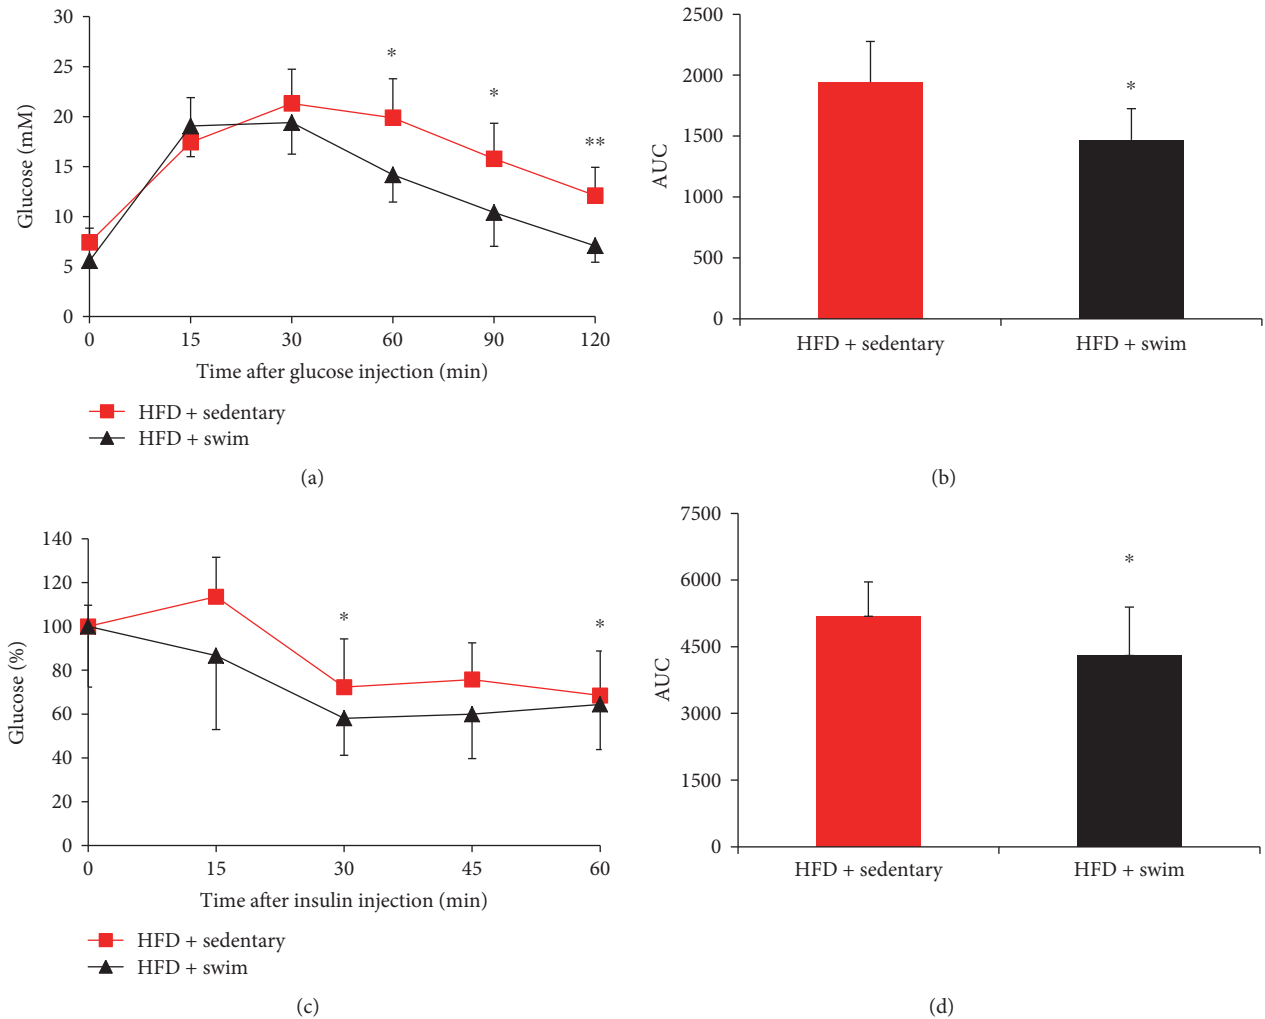 30
25
20
15
10
5
0
Glucose (mM)
*
*
**
0 15 30 60 90 120
Time after glucose injection (min)
HFD + sedentary
HFD + swim
(a)
2500
2000
1500
1000
500
0
AUC
*
HFD + sedentary HFD + swim
(b)
140
120
100
80
60
40
20
0
Glucose (%)
*
*
0 15 30 45 60
Time after insulin injection (min)
HFD + sedentary
HFD + swim
(c)
7500
6000
4500
3000
1500
0
AUC
*
HFD + sedentary HFD + swim
(d)